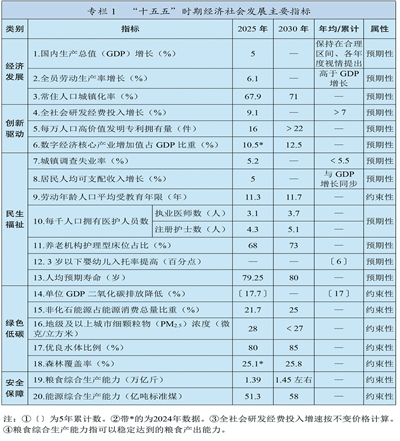 专栏1 “十五五”时期经济社会发展主要指标
类别 指标 2025年 2030年 年均/累计 属性
经济发展 1.国内生产总值（GDP）增长（%） 5 — 保持在合理区间、各年度视情提出 预期性
2.全员劳动生产率增长（%） 6.1 — 高于GDP增长 预期性
3.常住人口城镇化率（%） 67.9 71 — 预期性
创新驱动 4.全社会研发经费投入增长（%） 9.1 — ＞7 预期性
5.每万人口高价值发明专利拥有量（件） 16 ＞22 — 预期性
6.数字经济核心产业增加值占GDP比重（%） 10.5* 12.5 — 预期性
民生福祉 7.城镇调查失业率（%） 5.2 — ＜5.5 预期性
8.居民人均可支配收入增长（%） 5 — 与GDP增长同步 预期性
9.劳动年龄人口平均受教育年限（年） 11.3 11.7 — 约束性
10.每千人口拥有医护人员数 执业医师数（人） 3.1 3.7 — 预期性
注册护士数（人） 4.3 5.1 —
11.养老机构护理型床位占比（%） 68 73 — 预期性
12.3岁以下婴幼儿入托率提高（百分点） — — 〔6〕 预期性
13.人均预期寿命（岁） 79.25 80 — 预期性
绿色低碳 14.单位GDP二氧化碳排放降低（%） 〔17.7〕 — 〔17〕 约束性
15.非化石能源占能源消费总量比重（%） 21.7 25 — 约束性
16.地级及以上城市细颗粒物（PM2.5）浓度（微克/立方米） 28 ＜27 — 约束性
17.优良水体比例（%） 80 85 — 约束性
18.森林覆盖率（%） 25.1* 25.8 — 约束性
安全保障 19.粮食综合生产能力（万亿斤） 1.39 1.45左右 — 约束性
20.能源综合生产能力（亿吨标准煤） 51.3 58 — 约束性
注：①〔〕为5年累计数。②带*的为2024年数据。③全社会研发经费投入增速按不变价格计算。
④粮食综合生产能力指可以稳定达到的粮食产出能力。